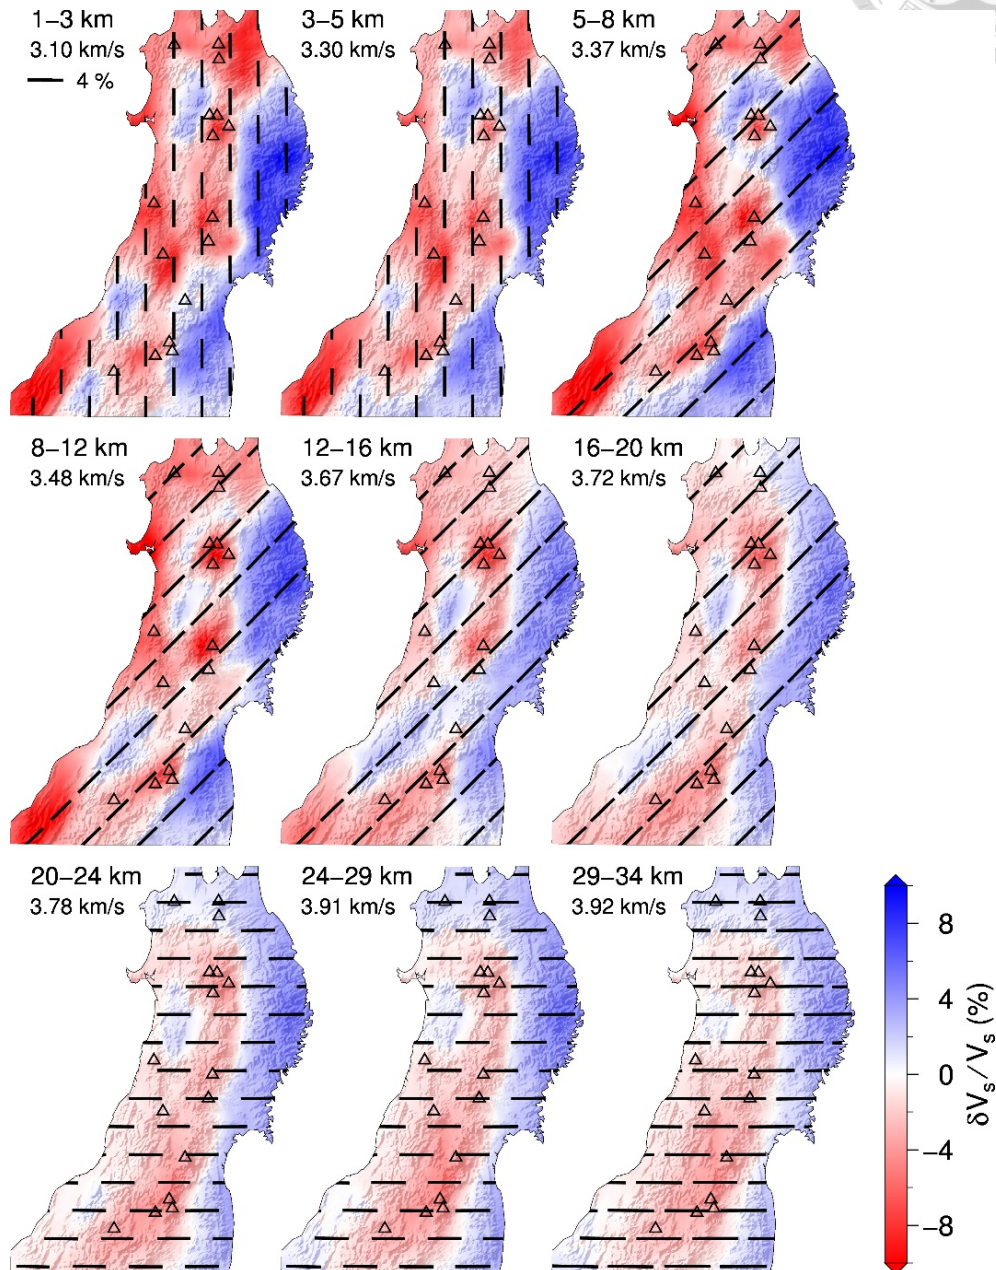 1–3 km
3.10 km/s
4 %
3–5 km
3.30 km/s
5–8 km
3.37 km/s
8–12 km
3.48 km/s
12–16 km
3.67 km/s
16–20 km
3.72 km/s
20–24 km
3.78 km/s
24–29 km
3.91 km/s
29–34 km
3.92 km/s
8
4
0
−4
−8
δVs/Vs (%)